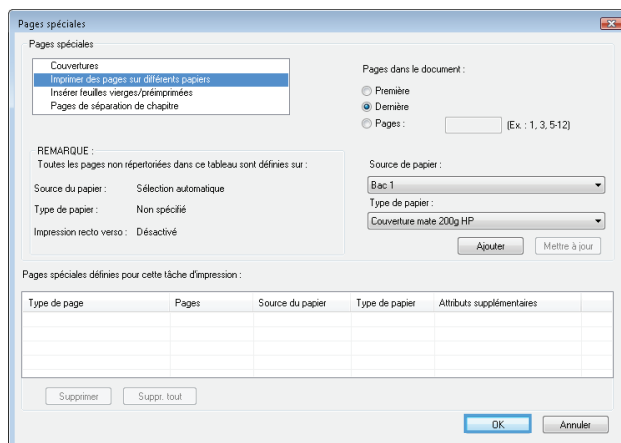 Pages spéciales
Pages spéciales
Couvertures
Imprimer des pages sur différents papiers
Insérer feuilles vierges/préimprimées
Pages de séparation de chapitre
Pages dans le document :
Première
Dernière
Pages : (Ex. : 1, 3, 5-12)
REMARQUE :
Toutes les pages non répertoriées dans ce tableau sont définies sur :
Source du papier : Sélection automatique
Type de papier : Non spécifié
Impression recto verso : Désactivé
Source de papier :
Bac 1
Type de papier :
Couverture mate 200g HP
Ajouter Mettre à jour
Pages spéciales définies pour cette tâche d'impression :
Type de page Pages Source du papier Type de papier Attributs supplémentaires
Supprimer Suppr. tout
OK Annuler